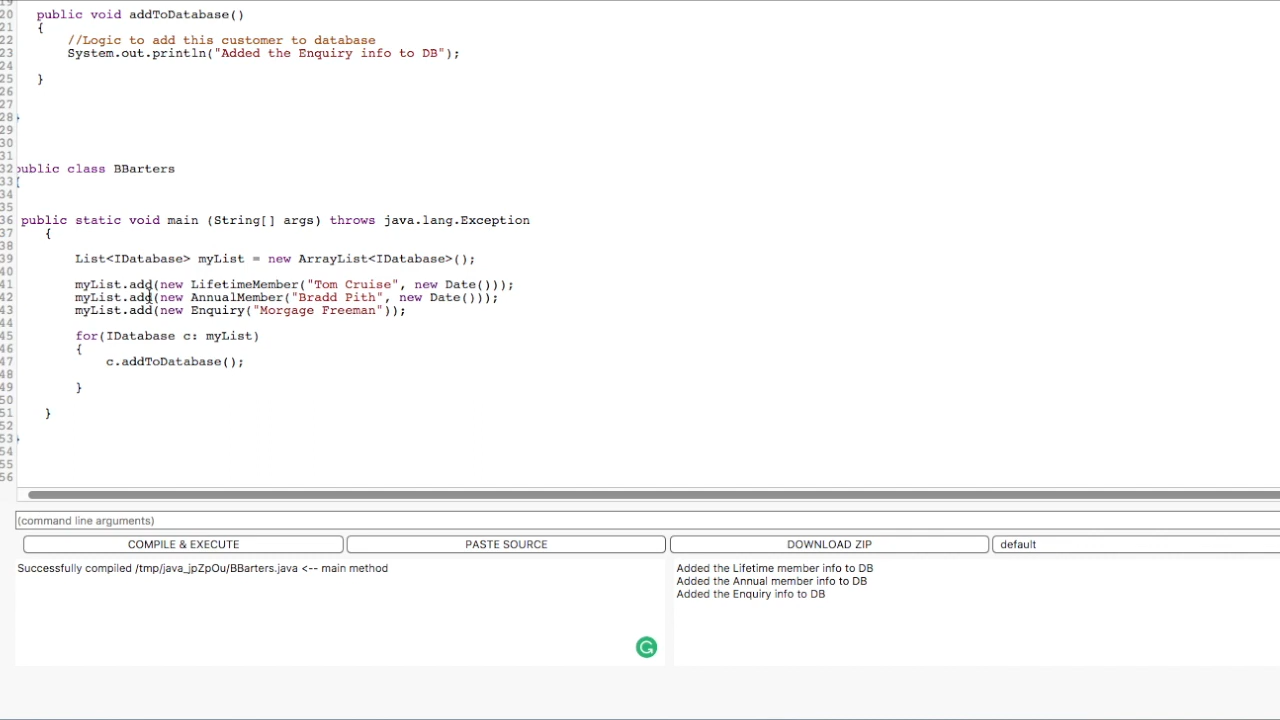 19
20 public void addToDatabase()
21 {
22 //Logic to add this customer to database
23 System.out.println("Added the Enquiry info to DB");
24
25 }
26
27
28 }
29
30
31
32 public class BBarters
33 {
34
35
36 public static void main (String[] args) throws java.lang.Exception
37 {
38
39 List<IDatabase> myList = new ArrayList<IDatabase>();
40
41 myList.add(new LifetimeMember("Tom Cruise", new Date()));
42 myList.add(new AnnualMember("Bradd Pith", new Date()));
43 myList.add(new Enquiry("Morgage Freeman"));
44
45 for(IDatabase c: myList)
46 {
47 c.addToDatabase();
48
49 }
50
51 }
52
53 }
54
55
56
(command line arguments)
COMPILE & EXECUTE PASTE SOURCE DOWNLOAD ZIP default
Successfully compiled /tmp/java_jpZpOu/BBarters.java <-- main method
Added the Lifetime member info to DB
Added the Annual member info to DB
Added the Enquiry info to DB